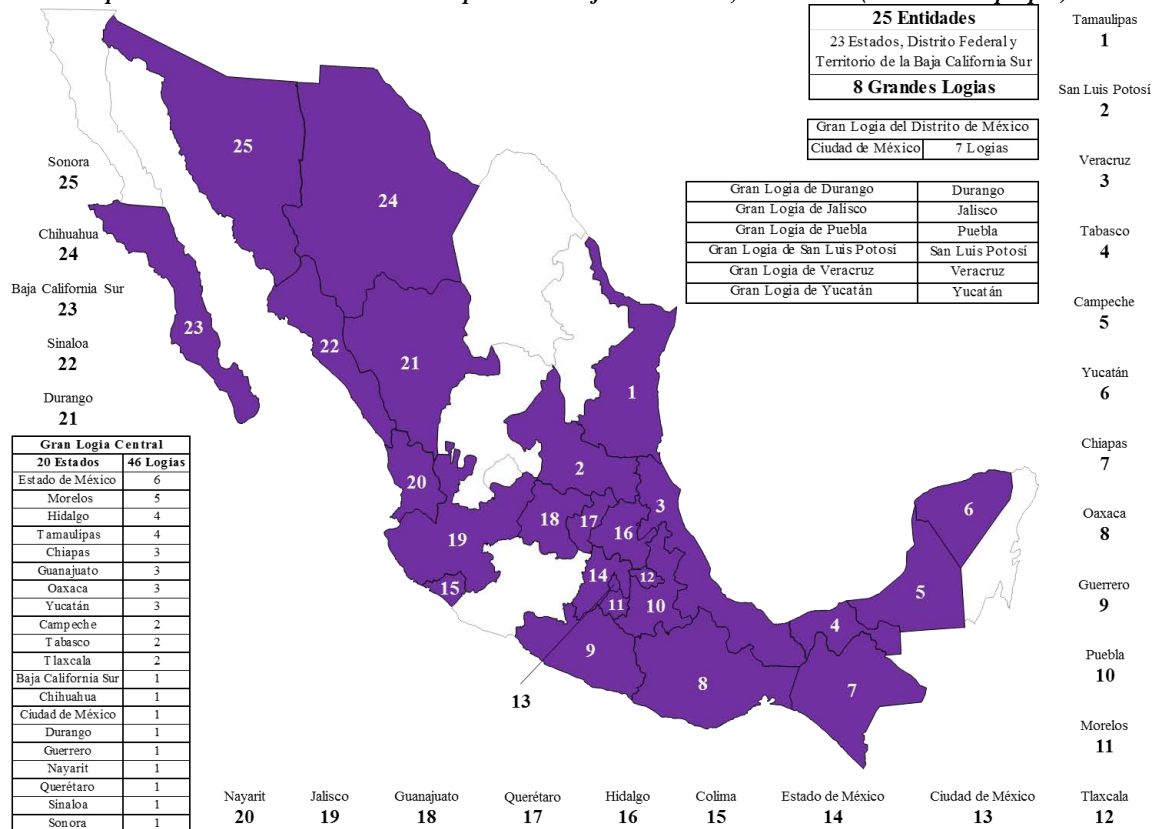 25 Entidades
23 Estados, Distrito Federal y
Territorio de la Baja California Sur
8 Grandes Logias
Gran Logia del Distrito de México
Ciudad de México 7 Logias
Gran Logia de Durango Durango
Gran Logia de Jalisco Jalisco
Gran Logia de Puebla Puebla
Gran Logia de San Luis Potosí San Luis Potosí
Gran Logia de Veracruz Veracruz
Gran Logia de Yucatán Yucatán
Tamaulipas
1
San Luis Potosí
2
Veracruz
3
Tabasco
4
Campeche
5
Yucatán
6
Chiapas
7
Oaxaca
8
Guerrero
9
Puebla
10
Morelos
11
Tlaxcala
12
Sonora
25
Chihuahua
24
Baja California Sur
23
Sinaloa
22
Durango
21
Gran Logia Central
20 Estados 46 Logias
Estado de México 6
Morelos 5
Hidalgo 4
Tamaulipas 4
Chiapas 3
Guanajuato 3
Oaxaca 3
Yucatán 3
Campeche 2
Tabasco 2
Tlaxcala 2
Baja California Sur 1
Chihuahua 1
Ciudad de México 1
Durango 1
Guerrero 1
Nayarit 1
Querétaro 1
Sinaloa 1
Sonora 1
25
24
23
22
21
1
2
20
3
18
17
16
19
14
12
15
11
10
13
9
8
7
4
5
6
Nayarit
20
Jalisco
19
Guanajuato
18
Querétaro
17
Hidalgo
16
Colima
15
Estado de México
14
Ciudad de México
13